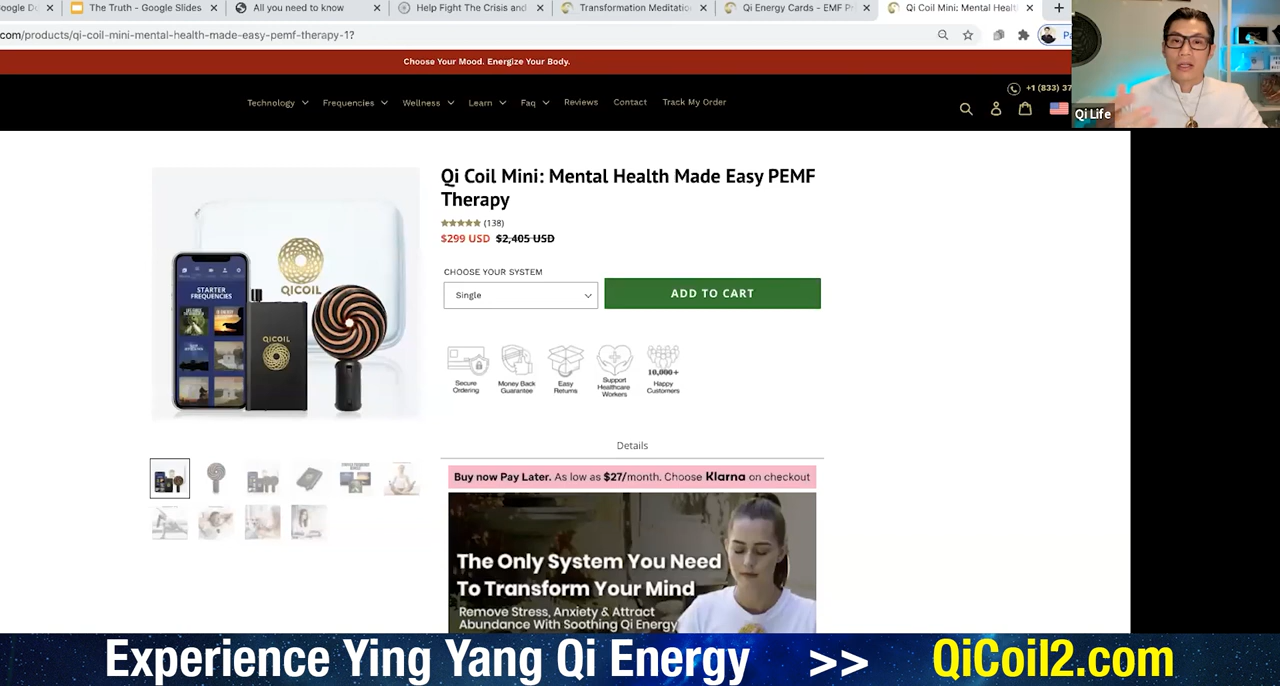 oogle Do
The Truth - Google Slides
All you need to know
Help Fight The Crisis and
Transformation Meditatio
Qi Energy Cards - EMF Pr
Qi Coil Mini: Mental Healt
com/products/qi-coil-mini-mental-health-made-easy-pemf-therapy-1?
Pa
Choose Your Mood. Energize Your Body.
+1 (833) 37
Technology
Frequencies
Wellness
Learn
Faq
Reviews
Contact
Track My Order
Qi Life
Qi Coil Mini: Mental Health Made Easy PEMF
Therapy
(138)
$299 USD $2,405 USD
CHOOSE YOUR SYSTEM
Single
ADD TO CART
QICOIL
STARTER
FREQUENCIES
QICOIL
10,000+
Secure
Ordering
Money Back
Guarantee
Easy
Returns
Support
Healthcare
Workers
Happy
Customers
Details
Buy now Pay Later. As low as $27/month. Choose Klarna on checkout
The Only System You Need
To Transform Your Mind
Remove Stress, Anxiety & Attract
Abundance With Soothing Qi Energy
Experience Ying Yang Qi Energy >> QiCoil2.com